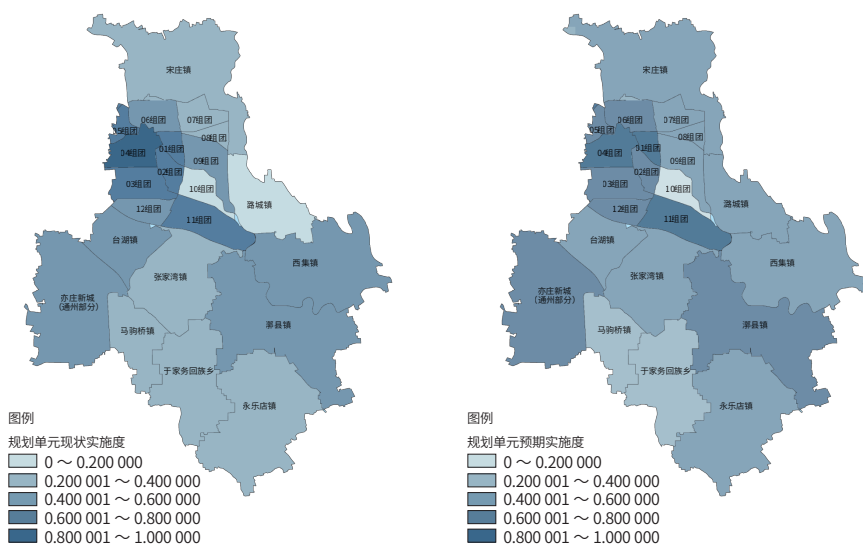 宋庄镇
06组团
07组团
05组团
08组团
04组团
01组团
09组团
02组团
03组团
10组团
潞城镇
12组团
11组团
台湖镇
西集镇
张家湾镇
亦庄新城
(通州部分)
马驹桥镇
漷县镇
于家务回族乡
永乐店镇
图例
规划单元现状实施度
0 ~ 0.200 000
0.200 001 ~ 0.400 000
0.400 001 ~ 0.600 000
0.600 001 ~ 0.800 000
0.800 001 ~ 1.000 000
宋庄镇
06组团
07组团
05组团
08组团
04组团
01组团
09组团
02组团
03组团
10组团
潞城镇
12组团
11组团
台湖镇
西集镇
张家湾镇
亦庄新城
(通州部分)
马驹桥镇
漷县镇
于家务回族乡
永乐店镇
图例
规划单元预期实施度
0 ~ 0.200 000
0.200 001 ~ 0.400 000
0.400 001 ~ 0.600 000
0.600 001 ~ 0.800 000
0.800 001 ~ 1.000 000